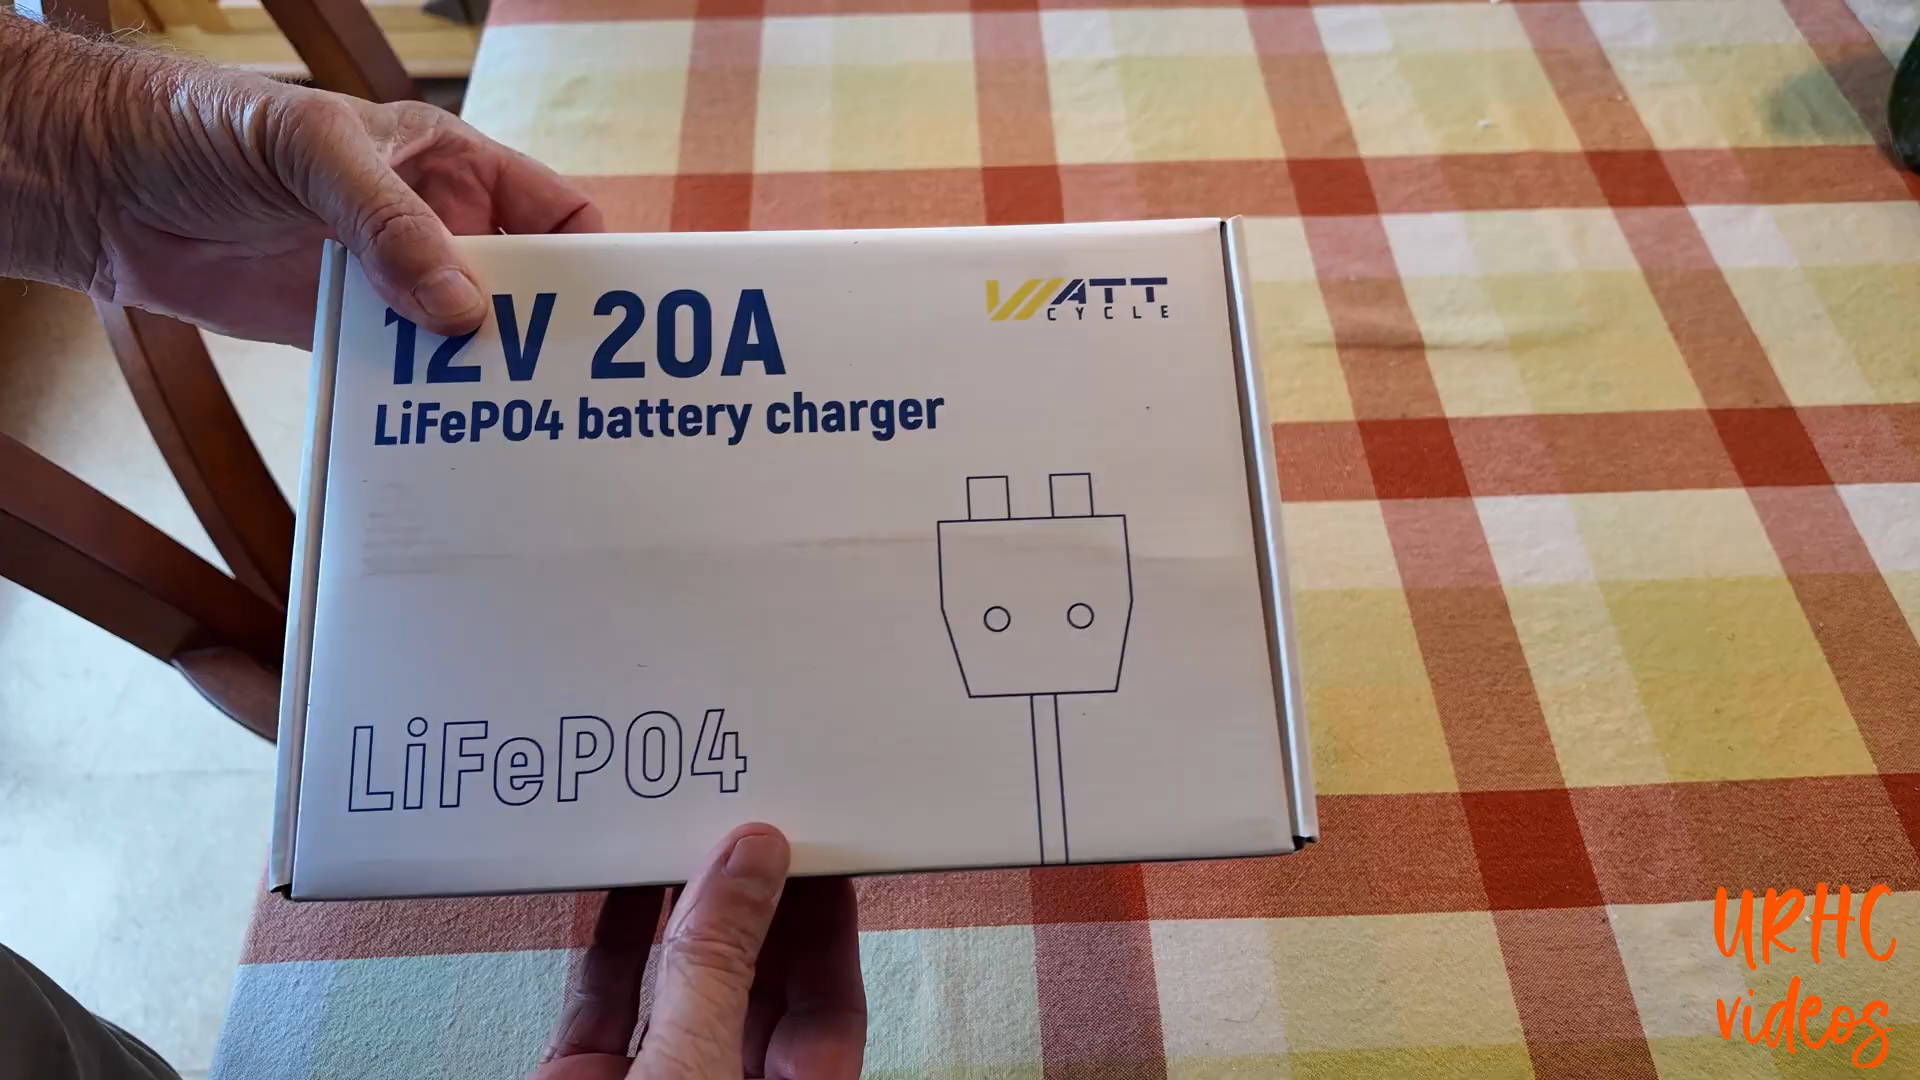 12V 20A
LiFePO4 battery charger
WATT
CYCLE
LiFePO4
URHC
videos